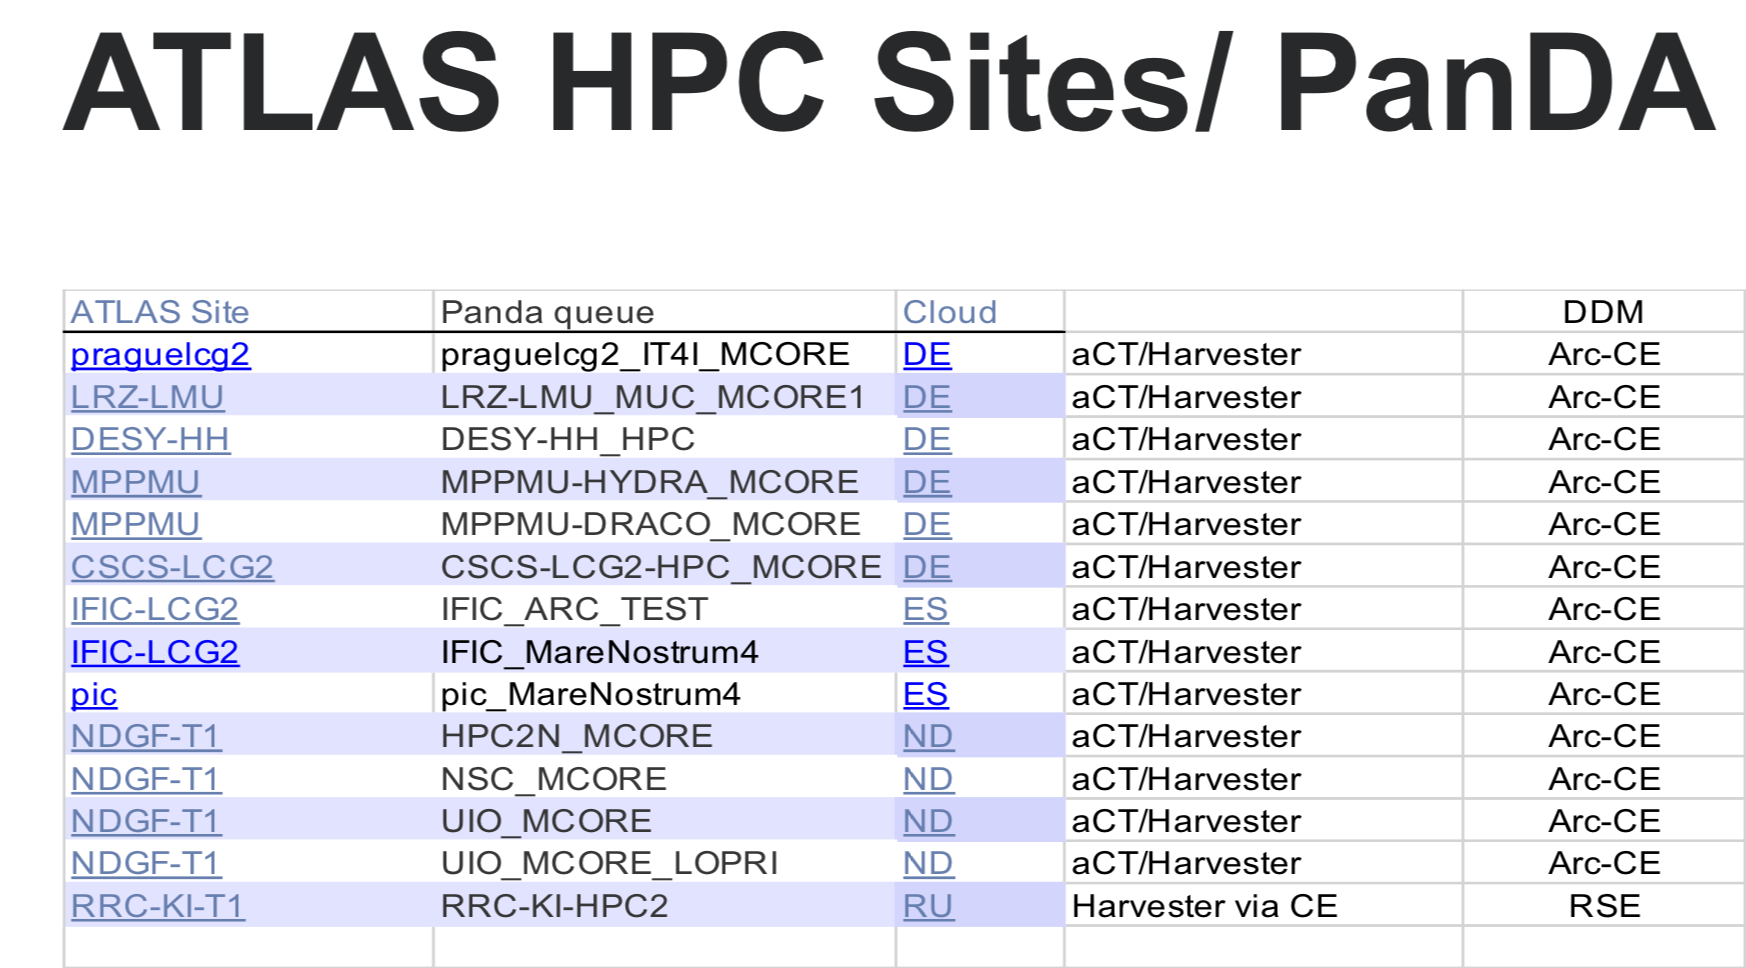 ATLAS HPC Sites/ PanDA
ATLAS Site Panda queue Cloud DDM
praguelcg2 praguelcg2_IT4I_MCORE DE aCT/Harvester Arc-CE
LRZ-LMU LRZ-LMU_MUC_MCORE1 DE aCT/Harvester Arc-CE
DESY-HH DESY-HH_HPC DE aCT/Harvester Arc-CE
MPPMU MPPMU-HYDRA_MCORE DE aCT/Harvester Arc-CE
MPPMU MPPMU-DRACO_MCORE DE aCT/Harvester Arc-CE
CSCS-LCG2 CSCS-LCG2-HPC_MCORE DE aCT/Harvester Arc-CE
IFIC-LCG2 IFIC_ARC_TEST ES aCT/Harvester Arc-CE
IFIC-LCG2 IFIC_MareNostrum4 ES aCT/Harvester Arc-CE
pic pic_MareNostrum4 ES aCT/Harvester Arc-CE
NDGF-T1 HPC2N_MCORE ND aCT/Harvester Arc-CE
NDGF-T1 NSC_MCORE ND aCT/Harvester Arc-CE
NDGF-T1 UIO_MCORE ND aCT/Harvester Arc-CE
NDGF-T1 UIO_MCORE_LOPRI ND aCT/Harvester Arc-CE
RRC-KI-T1 RRC-KI-HPC2 RU Harvester via CE RSE